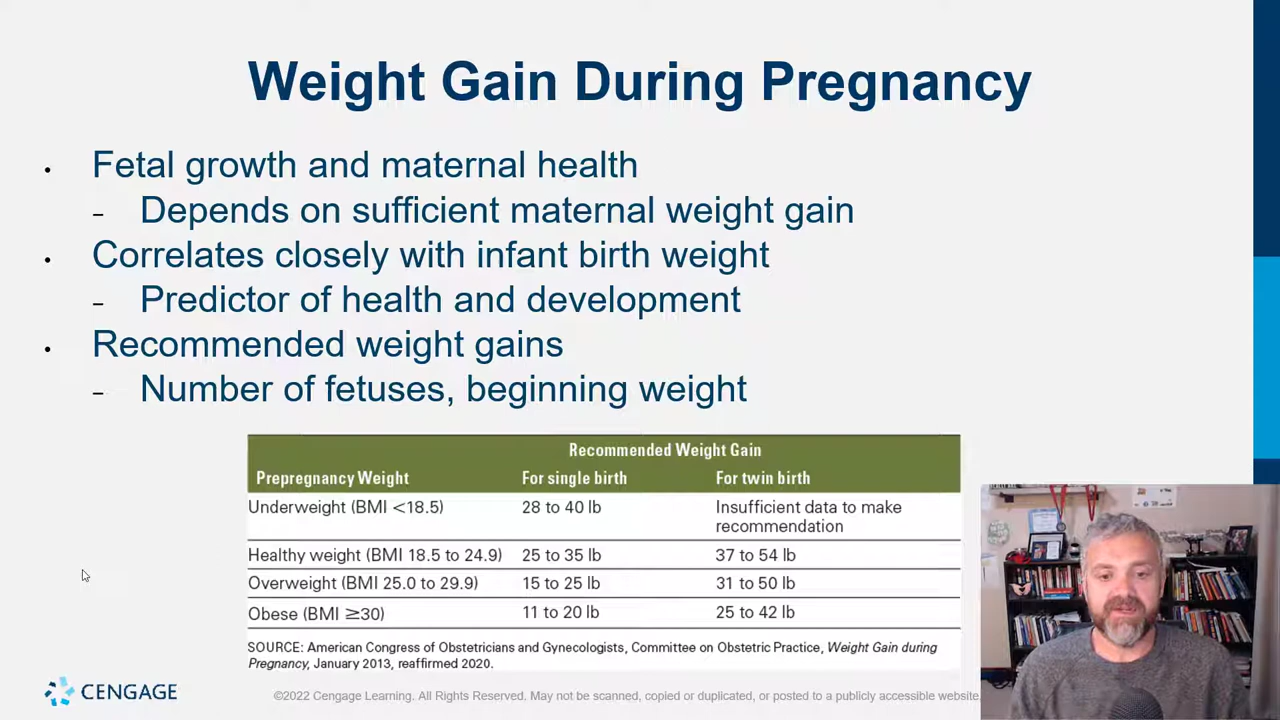 Weight Gain During Pregnancy
• Fetal growth and maternal health
– Depends on sufficient maternal weight gain
• Correlates closely with infant birth weight
– Predictor of health and development
• Recommended weight gains
– Number of fetuses, beginning weight
Recommended Weight Gain
Prepregnancy Weight For single birth For twin birth
Underweight (BMI <18.5) 28 to 40 lb Insufficient data to make
recommendation
Healthy weight (BMI 18.5 to 24.9) 25 to 35 lb 37 to 54 lb
Overweight (BMI 25.0 to 29.9) 15 to 25 lb 31 to 50 lb
Obese (BMI ≥30) 11 to 20 lb 25 to 42 lb
SOURCE: American Congress of Obstetricians and Gynecologists, Committee on Obstetric Practice, Weight Gain during
Pregnancy, January 2013, reaffirmed 2020.
CENGAGE
©2022 Cengage Learning. All Rights Reserved. May not be scanned, copied or duplicated, or posted to a publicly accessible website,